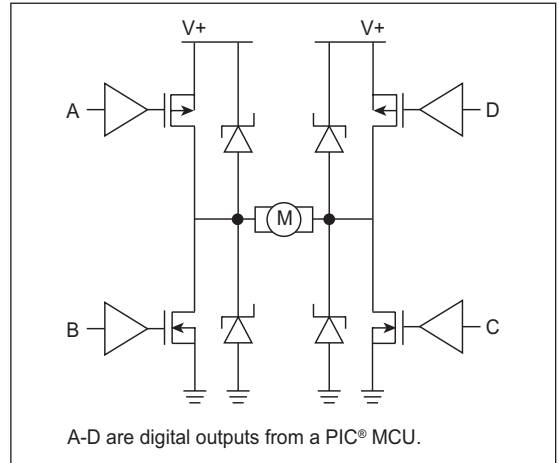 V+ V+
A D
M
B C
A-D are digital outputs from a PIC® MCU.